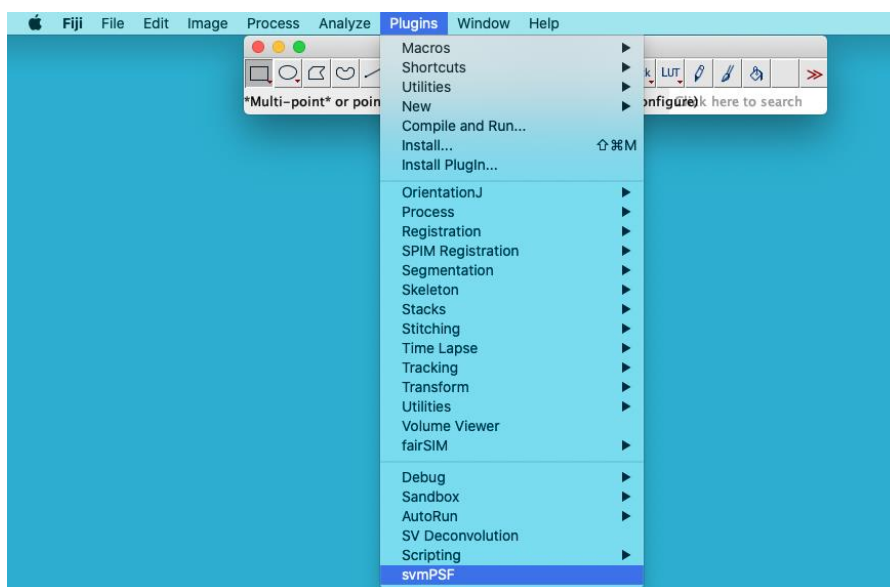 Fiji File Edit Image Process Analyze Plugins Window Help
Macros
Shortcuts
Utilities
New
Compile and Run...
Install... ⇧⌘M
Install PlugIn...
OrientationJ
Process
Registration
SPIM Registration
Segmentation
Skeleton
Stacks
Stitching
Time Lapse
Tracking
Transform
Utilities
Volume Viewer
fairSIM
Debug
Sandbox
AutoRun
SV Deconvolution
Scripting
svmPSF
k LUT
*Multi-point* or poin
here to search